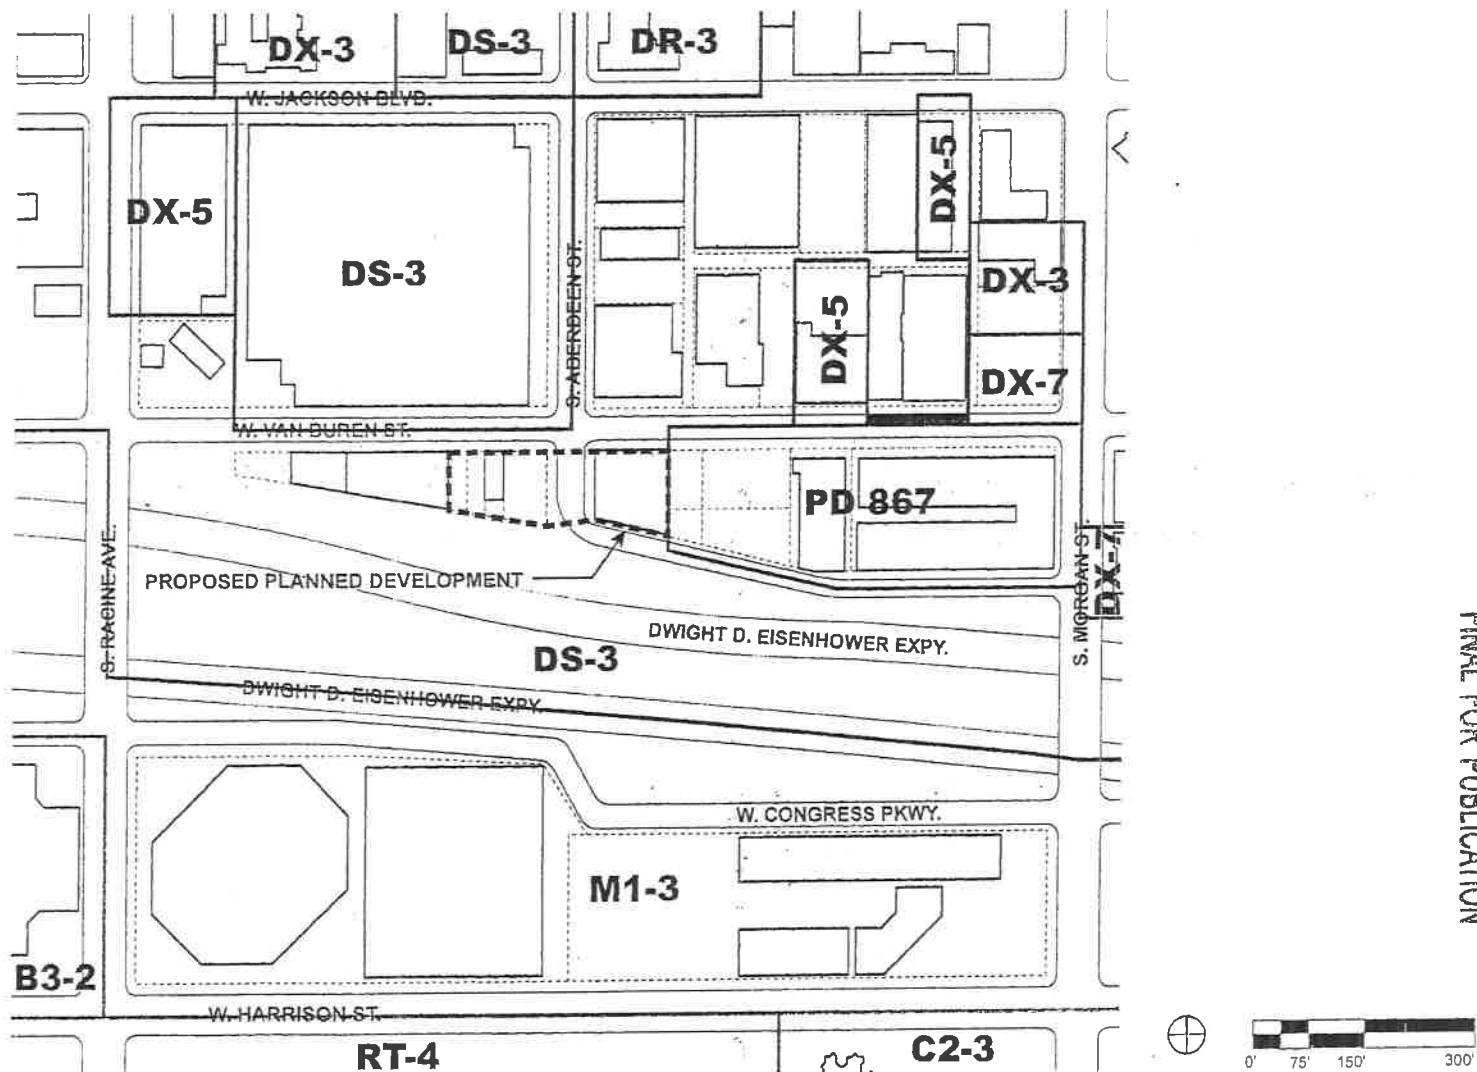 DX-3
DS-3
DR-3
W. JACKSON BLVD.
DX-5
DS-3
S. ABERDEEN ST.
DX-5
DX-3
DX-5
DX-7
W. VAN BUREN ST.
PD 867
S. RACINE AVE.
PROPOSED PLANNED DEVELOPMENT
S. MORGAN ST.
DX-7
DWIGHT D. EISENHOWER EXPY.
DS-3
DWIGHT D. EISENHOWER EXPY.
FINAL FOR PUBLICATION
W. CONGRESS PKWY.
M1-3
B3-2
W. HARRISON ST.
RT-4
C2-3
0' 75' 150' 300'